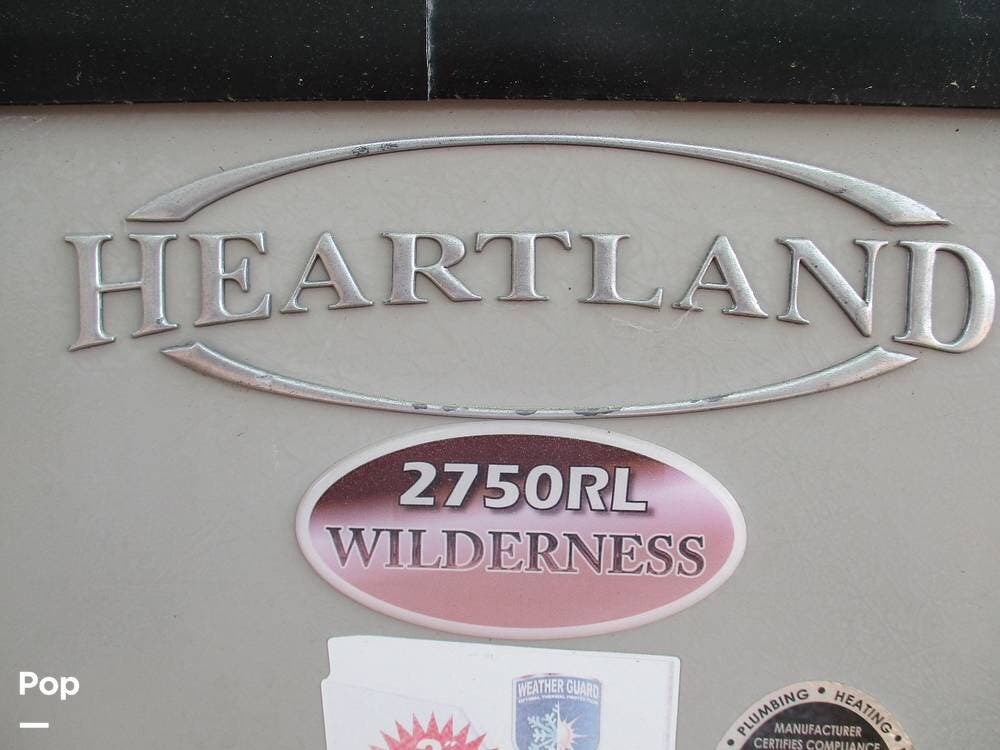 HEARTLAND
2750RL
WILDERNESS
WEATHER GUARD
PLUMBING • HEATING
MANUFACTURER
CERTIFIES COMPLIANCE
Pop